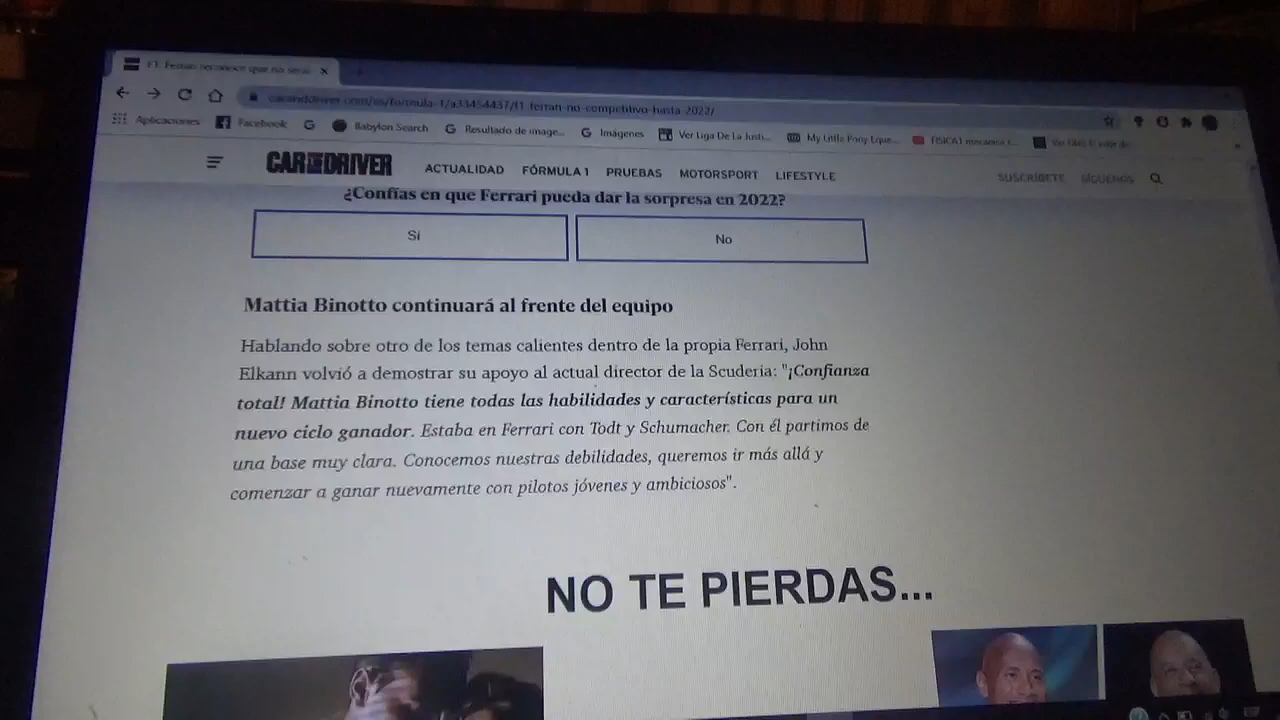 F1: Ferrari reconoce que no será
caranddriver.com/es/formula-1/a33454437/f1-ferrari-no-competitivo-hasta-2022/
Aplicaciones Facebook Babylon Search Resultado de image... Imágenes Ver Liga De La Justi... My Little Pony Eque... FISICA1 mecanica
CAR AND DRIVER ACTUALIDAD FÓRMULA 1 PRUEBAS MOTORSPORT LIFESTYLE SUSCRÍBETE SÍGUENOS
¿Confías en que Ferrari pueda dar la sorpresa en 2022?
Sí No
Mattia Binotto continuará al frente del equipo
Hablando sobre otro de los temas calientes dentro de la propia Ferrari, John
Elkann volvió a demostrar su apoyo al actual director de la Scuderia: "¡Confianza
total! Mattia Binotto tiene todas las habilidades y características para un
nuevo ciclo ganador. Estaba en Ferrari con Todt y Schumacher. Con él partimos de
una base muy clara. Conocemos nuestras debilidades, queremos ir más allá y
comenzar a ganar nuevamente con pilotos jóvenes y ambiciosos".
NO TE PIERDAS...